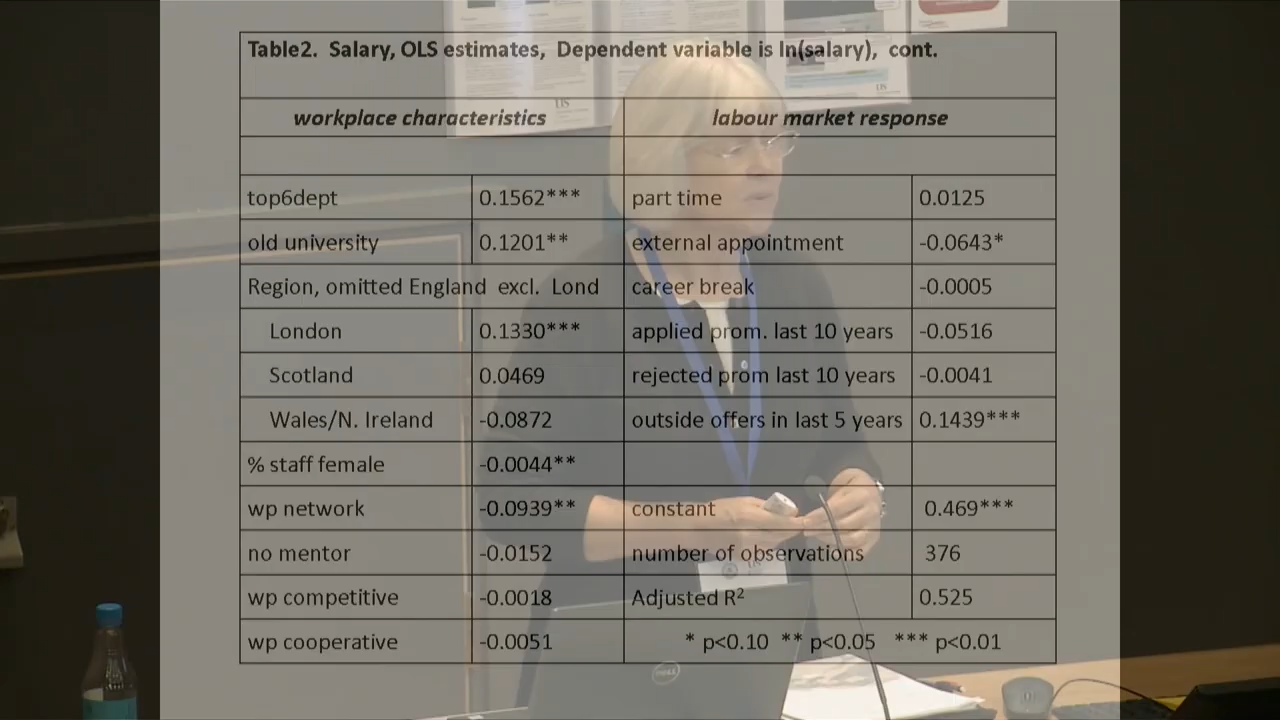 Table2. Salary, OLS estimates, Dependent variable is ln(salary), cont.
workplace characteristics labour market response
top6dept 0.1562*** part time 0.0125
old university 0.1201** external appointment -0.0643*
Region, omitted England excl. Lond career break -0.0005
London 0.1330*** applied prom. last 10 years -0.0516
Scotland 0.0469 rejected prom last 10 years -0.0041
Wales/N. Ireland -0.0872 outside offers in last 5 years 0.1439***
% staff female -0.0044**
wp network -0.0939** constant 0.469***
no mentor -0.0152 number of observations 376
wp competitive -0.0018 Adjusted R² 0.525
wp cooperative -0.0051 * p<0.10 ** p<0.05 *** p<0.01
DELL